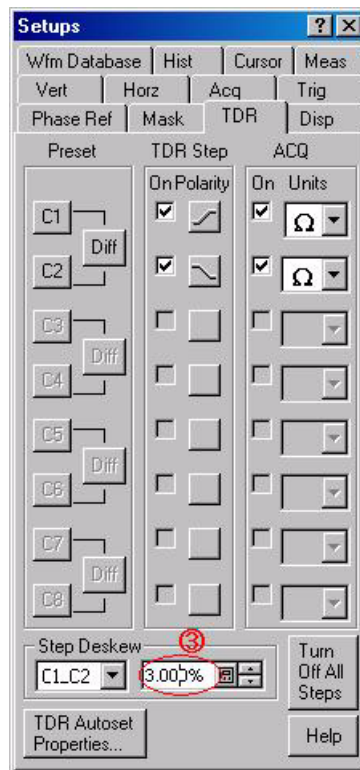 Setups ? ×
Wfm Database Hist Cursor Meas
Vert Horz Acq Trig
Phase Ref Mask TDR Disp
Preset TDR Step ACQ
On Polarity On Units
C1 Ω
Diff
C2 Ω
C3
Diff
C4
C5
Diff
C6
C7
Diff
C8
Step Deskew ③ Turn
C1_C2 3.000% Off All
Steps
TDR Autoset
Properties... Help